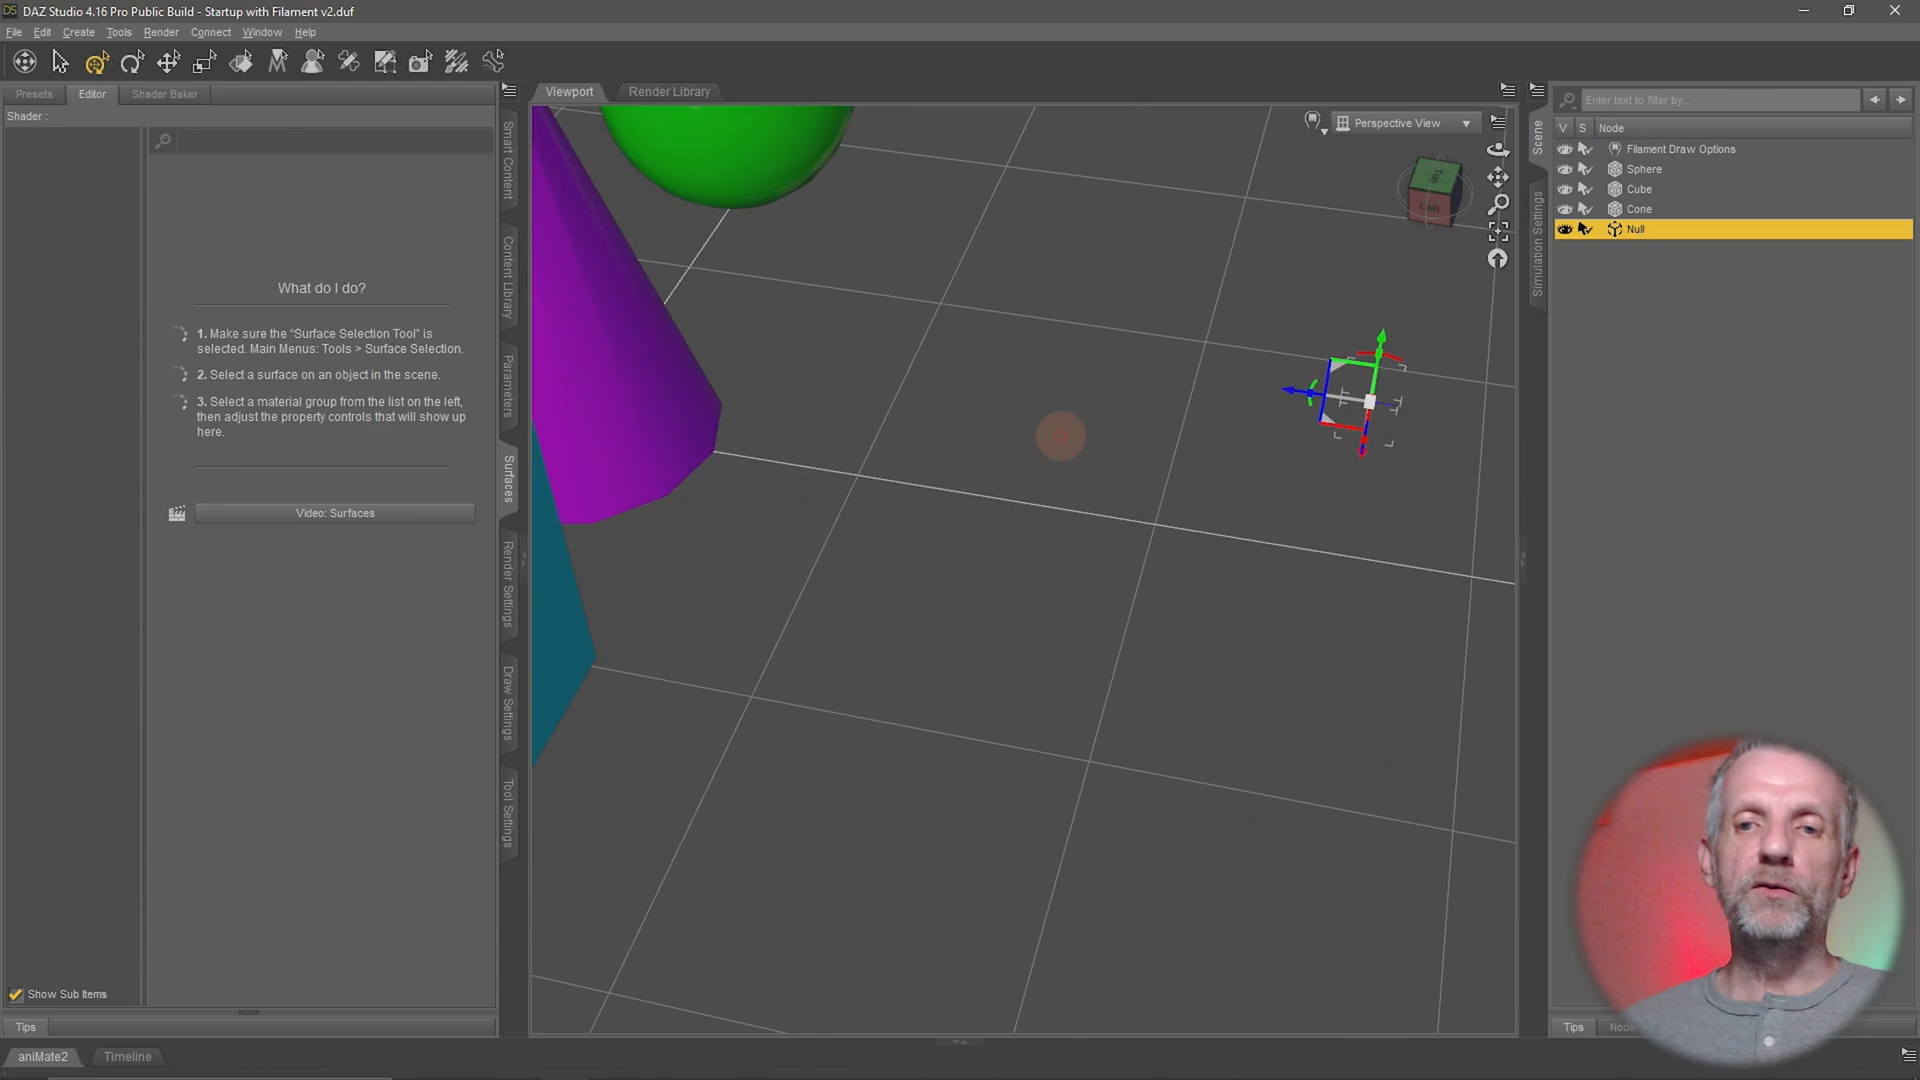 DS DAZ Studio 4.16 Pro Public Build - Startup with Filament v2.duf
File Edit Create Tools Render Connect Window Help
Presets Editor Shader Baker
Shader :
What do I do?
1. Make sure the "Surface Selection Tool" is
selected. Main Menus: Tools > Surface Selection.
2. Select a surface on an object in the scene.
3. Select a material group from the list on the left,
then adjust the property controls that will show up
here.
Video: Surfaces
Show Sub Items
Tips
aniMate2 Timeline
Smart Content
Content Library
Parameters
Surfaces
Render Settings
Draw Settings
Tool Settings
Viewport Render Library
Perspective View
Left
Scene
Simulation Settings
Enter text to filter by...
V S Node
Filament Draw Options
Sphere
Cube
Cone
Null
Tips Node